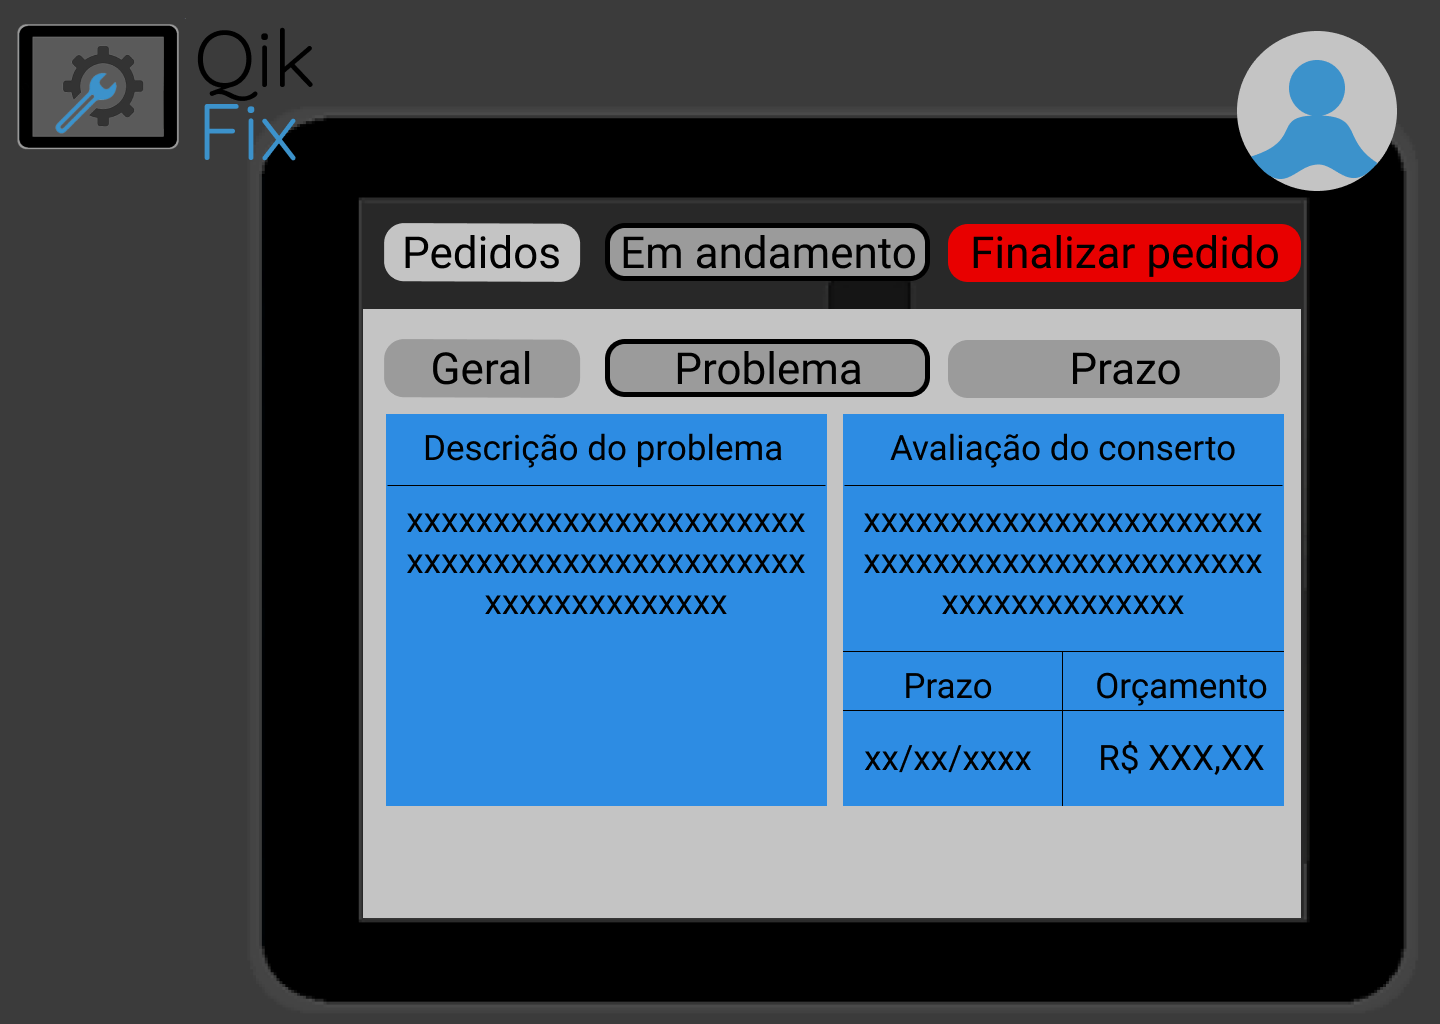 Qik
Fix
Pedidos
Em andamento
Finalizar pedido
Geral
Problema
Prazo
Descrição do problema
xxxxxxxxxxxxxxxxxxxxxxx
xxxxxxxxxxxxxxxxxxxxxxx
xxxxxxxxxxxxxx
Avaliação do conserto
xxxxxxxxxxxxxxxxxxxxxxx
xxxxxxxxxxxxxxxxxxxxxxx
xxxxxxxxxxxxxx
Prazo
Orçamento
xx/xx/xxxx
R$ XXX,XX